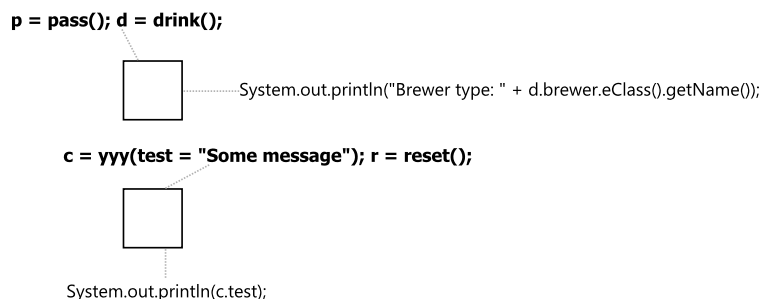 p = pass(); d = drink();
System.out.println("Brewer type: " + d.brewer.eClass().getName());
c = yyy(test = "Some message"); r = reset();
System.out.println(c.test);